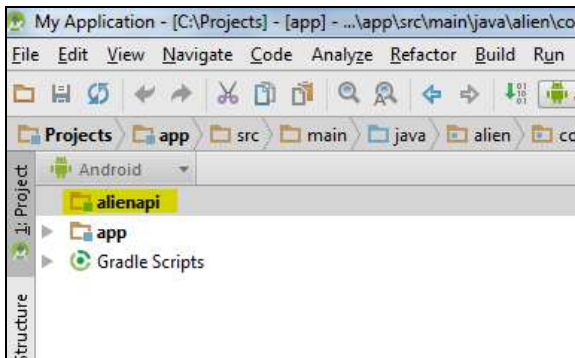 My Application - [C:\Projects] - [app] - ...\app\src\main\java\alien\co
File Edit View Navigate Code Analyze Refactor Build Run
Projects app src main java alien co
1: Project
Android
alienapi
app
Gradle Scripts
Structure